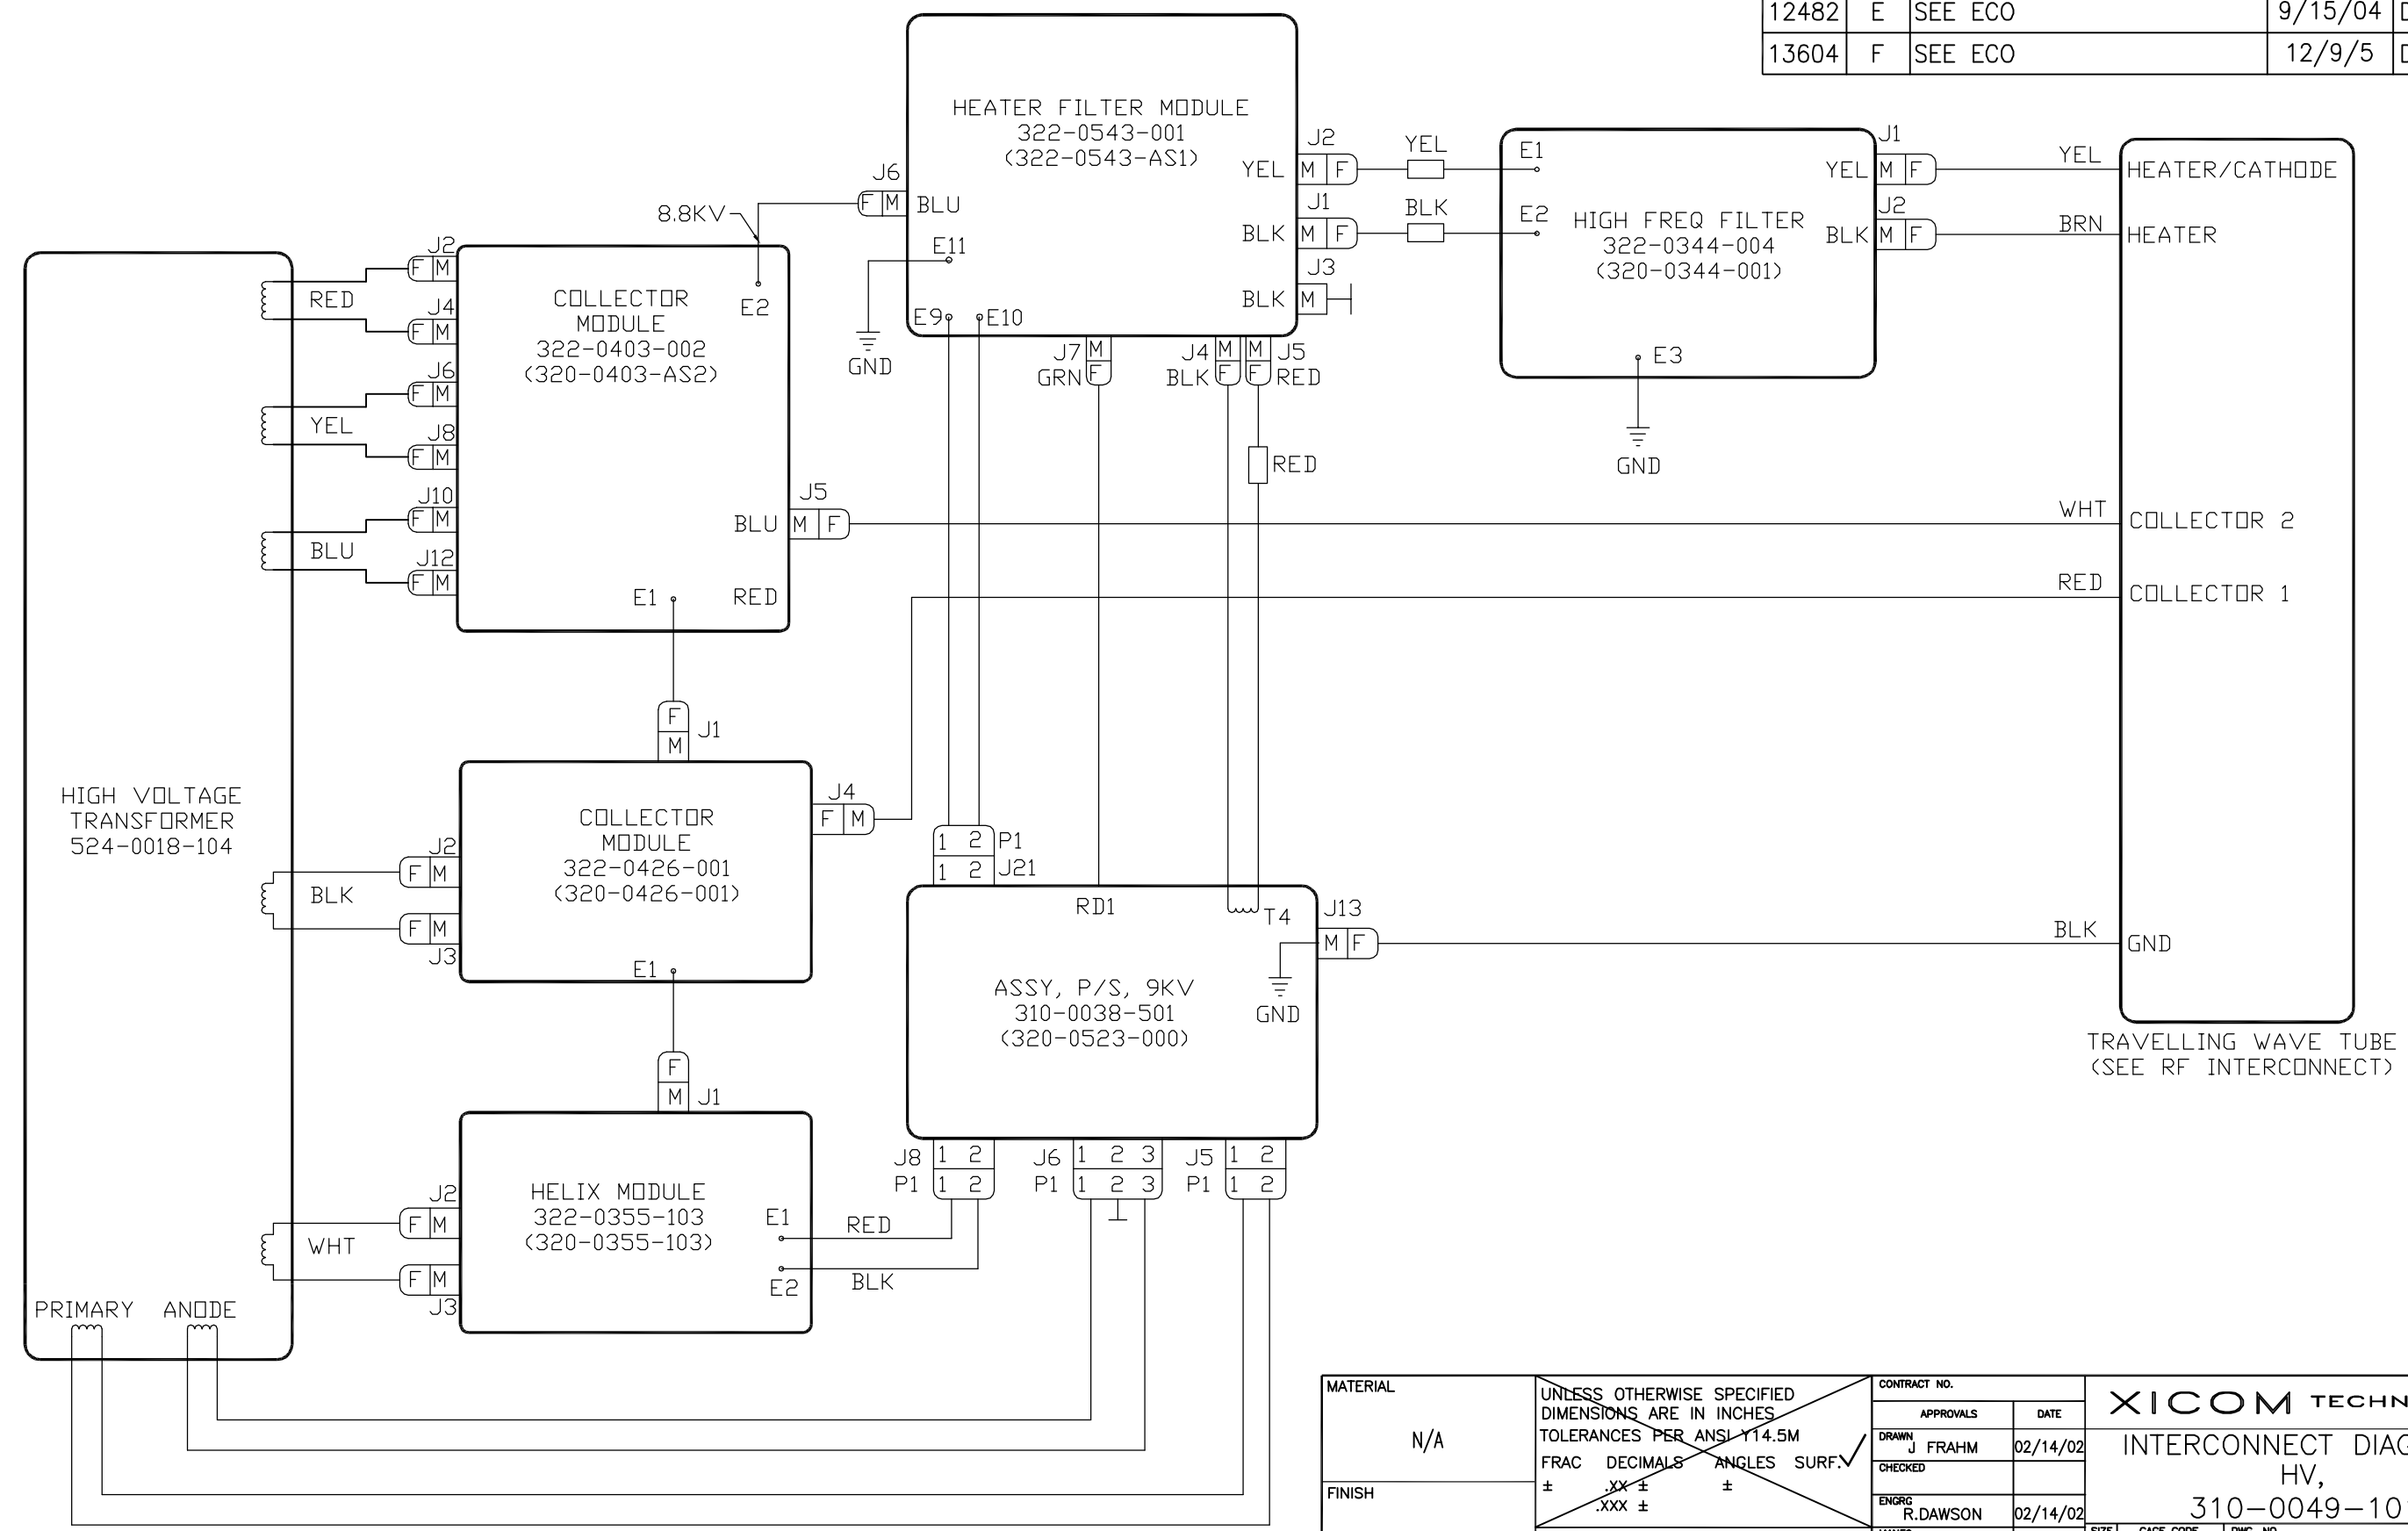 12482 E SEE ECO 9/15/04
13604 F SEE ECO 12/9/5
HEATER FILTER MODULE
322-0543-001
(322-0543-AS1)
J6
F M BLU
8.8KV
E11
GND
E9 E10
YEL J2 M F YEL
BLK J1 M F BLK
BLK J3 M
J7 M F GRN
J4 M F BLK
J5 M F RED
RED
E1
E2
HIGH FREQ FILTER
322-0344-004
(320-0344-001)
E3
GND
YEL J1 M F YEL
BLK J2 M F BRN
HEATER/CATHODE
HEATER
WHT COLLECTOR 2
RED COLLECTOR 1
BLK GND
TRAVELLING WAVE TUBE
(SEE RF INTERCONNECT)
HIGH VOLTAGE
TRANSFORMER
524-0018-104
RED
YEL
BLU
BLK
WHT
PRIMARY ANODE
J2 F M
J4 F M
J6 F M
J8 F M
J10 F M
J12 F M
COLLECTOR
MODULE
322-0403-002
(320-0403-AS2)
E2
BLU J5 M F
E1 RED
F M J1
J2 F M
F M J3
COLLECTOR
MODULE
322-0426-001
(320-0426-001)
J4 F M
E1
F M J1
J2 F M
F M J3
HELIX MODULE
322-0355-103
(320-0355-103)
E1 RED
E2 BLK
1 2 P1
1 2 J21
RD1
T4
J13 M F
GND
ASSY, P/S, 9KV
310-0038-501
(320-0523-000)
J8 1 2
P1 1 2
J6 1 2 3
P1 1 2 3
J5 1 2
P1 1 2
MATERIAL
N/A
FINISH
UNLESS OTHERWISE SPECIFIED
DIMENSIONS ARE IN INCHES
TOLERANCES PER ANSI Y14.5M
FRAC DECIMALS ANGLES SURF.
± .XX ± ±
.XXX ±
CONTRACT NO.
APPROVALS DATE
DRAWN J FRAHM 02/14/02
CHECKED
ENGRG R.DAWSON 02/14/02
XICOM TECHN
INTERCONNECT DIAG
HV,
310-0049-10
SIZE CAGE CODE DWG. NO.